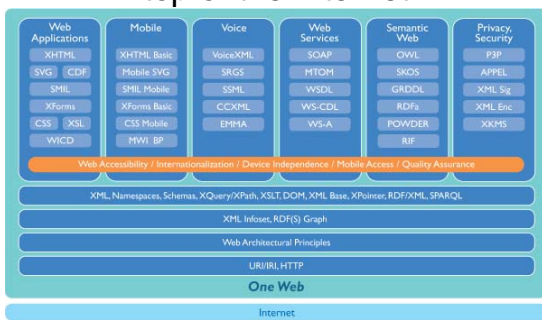 Web Applications
XHTML
SVG CDF
SMIL
XForms
CSS XSL
WICD
Mobile
XHTML Basic
Mobile SVG
SMIL Mobile
XForms Basic
CSS Mobile
MWI BP
Voice
VoiceXML
SRGS
SSML
CCXML
EMMA
Web Services
SOAP
MTOM
WSDL
WS-CDL
WS-A
Semantic Web
OWL
SKOS
GRDDL
RDFa
POWDER
RIF
Privacy, Security
P3P
APPEL
XML Sig
XML Enc
XKMS
Web Accessibility / Internationalization / Device Independence / Mobile Access / Quality Assurance
XML, Namespaces, Schemas, XQuery/XPath, XSLT, DOM, XML Base, XPointer, RDF/XML, SPARQL
XML Infoset, RDF(S) Graph
Web Architectural Principles
URI/IRI, HTTP
One Web
Internet